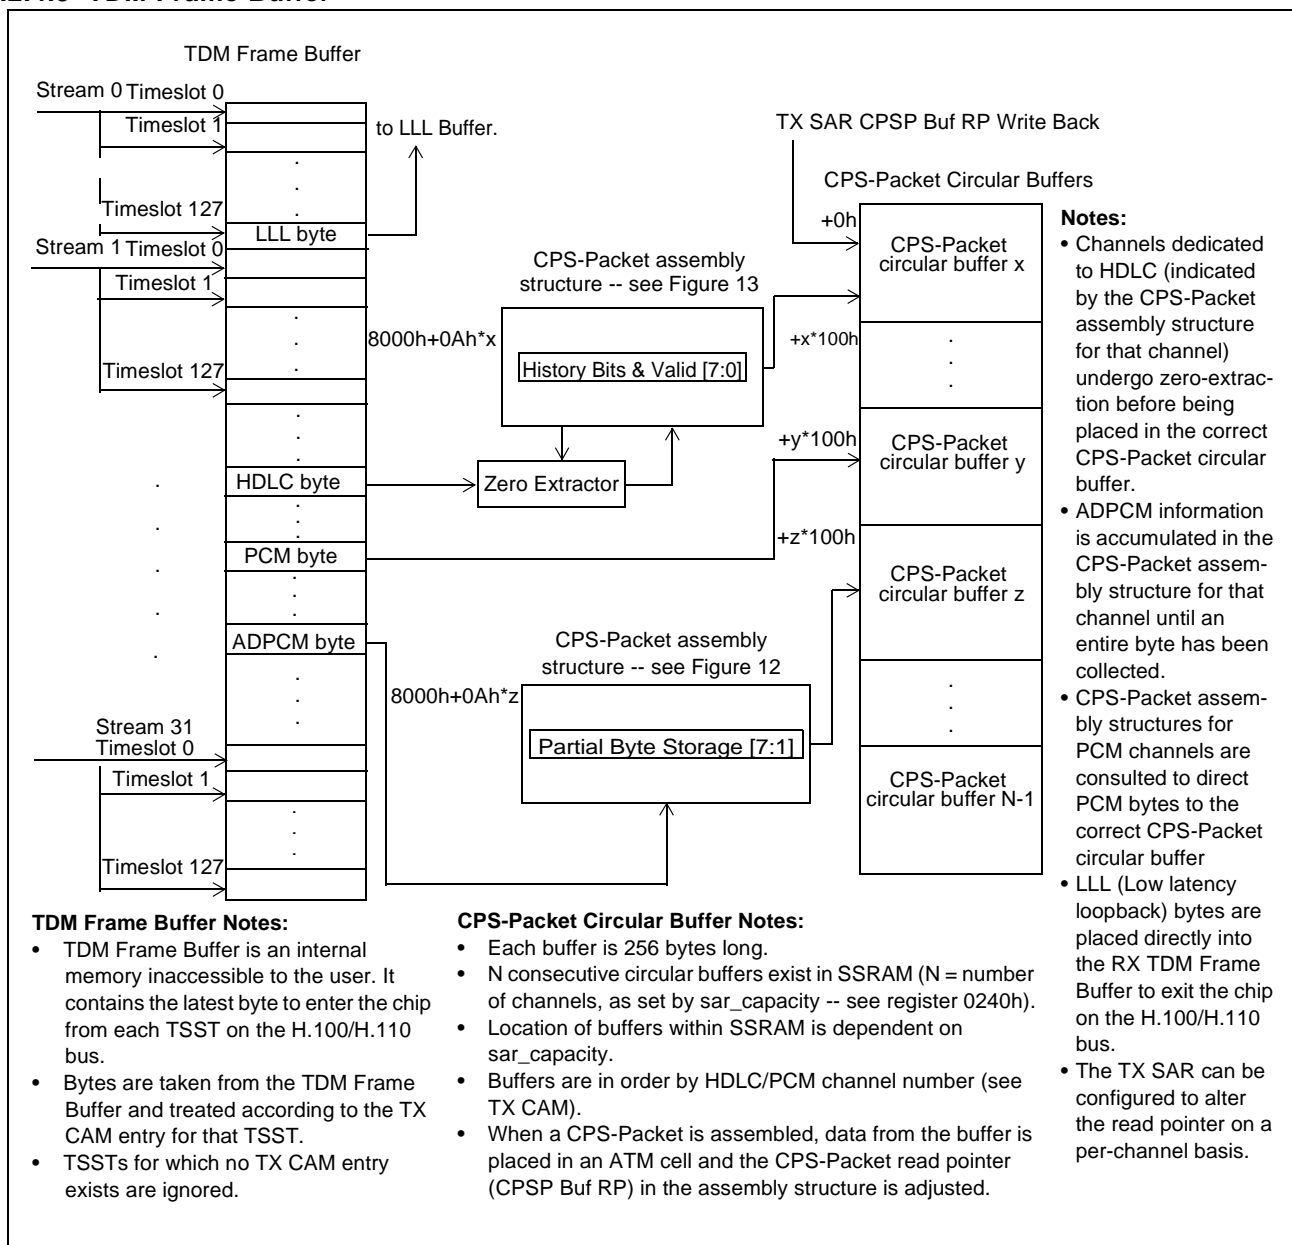 TDM Frame Buffer
Stream 0 Timeslot 0
Timeslot 1
Timeslot 127
LLL byte
to LLL Buffer.
Stream 1 Timeslot 0
Timeslot 1
Timeslot 127
HDLC byte
PCM byte
ADPCM byte
Stream 31
Timeslot 0
Timeslot 1
Timeslot 127
CPS-Packet assembly
structure -- see Figure 13
8000h+0Ah*x
History Bits & Valid [7:0]
Zero Extractor
CPS-Packet assembly
structure -- see Figure 12
8000h+0Ah*z
Partial Byte Storage [7:1]
TX SAR CPSP Buf RP Write Back
CPS-Packet Circular Buffers
+0h
CPS-Packet
circular buffer x
+x*100h
+y*100h
CPS-Packet
circular buffer y
+z*100h
CPS-Packet
circular buffer z
CPS-Packet
circular buffer N-1
Notes:
• Channels dedicated
to HDLC (indicated
by the CPS-Packet
assembly structure
for that channel)
undergo zero-extrac-
tion before being
placed in the correct
CPS-Packet circular
buffer.
• ADPCM information
is accumulated in the
CPS-Packet assem-
bly structure for that
channel until an
entire byte has been
collected.
• CPS-Packet assem-
bly structures for
PCM channels are
consulted to direct
PCM bytes to the
correct CPS-Packet
circular buffer
• LLL (Low latency
loopback) bytes are
placed directly into
the RX TDM Frame
Buffer to exit the chip
on the H.100/H.110
bus.
• The TX SAR can be
configured to alter
the read pointer on a
per-channel basis.
TDM Frame Buffer Notes:
• TDM Frame Buffer is an internal
memory inaccessible to the user. It
contains the latest byte to enter the chip
from each TSST on the H.100/H.110
bus.
• Bytes are taken from the TDM Frame
Buffer and treated according to the TX
CAM entry for that TSST.
• TSSTs for which no TX CAM entry
exists are ignored.
CPS-Packet Circular Buffer Notes:
• Each buffer is 256 bytes long.
• N consecutive circular buffers exist in SSRAM (N = number
of channels, as set by sar_capacity -- see register 0240h).
• Location of buffers within SSRAM is dependent on
sar_capacity.
• Buffers are in order by HDLC/PCM channel number (see
TX CAM).
• When a CPS-Packet is assembled, data from the buffer is
placed in an ATM cell and the CPS-Packet read pointer
(CPSP Buf RP) in the assembly structure is adjusted.